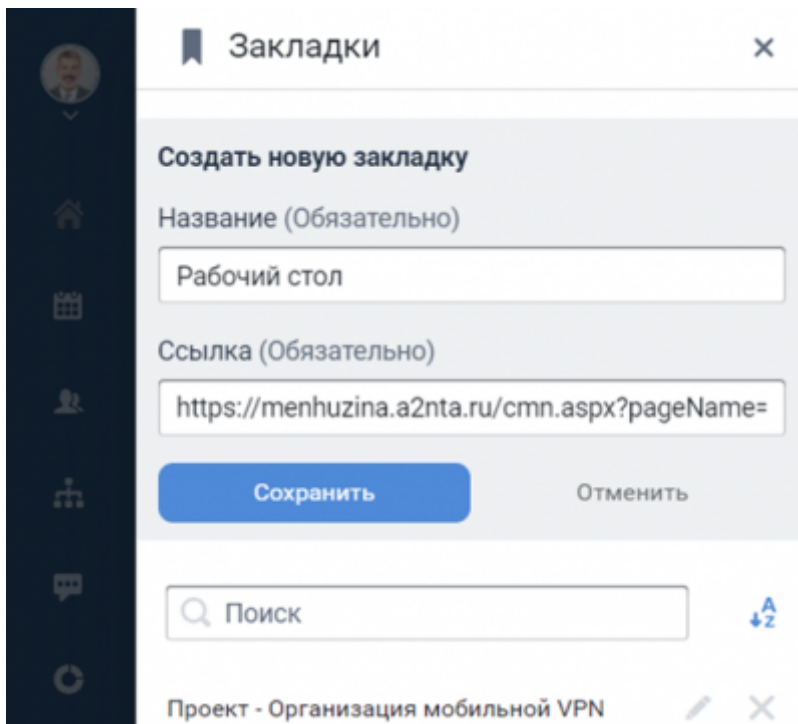 Закладки
Создать новую закладку
Название (Обязательно)
Рабочий стол
Ссылка (Обязательно)
https://menhuzina.a2nta.ru/cmn.aspx?pageName=
Сохранить
Отменить
Поиск
A
Z
Проект - Организация мобильной VPN